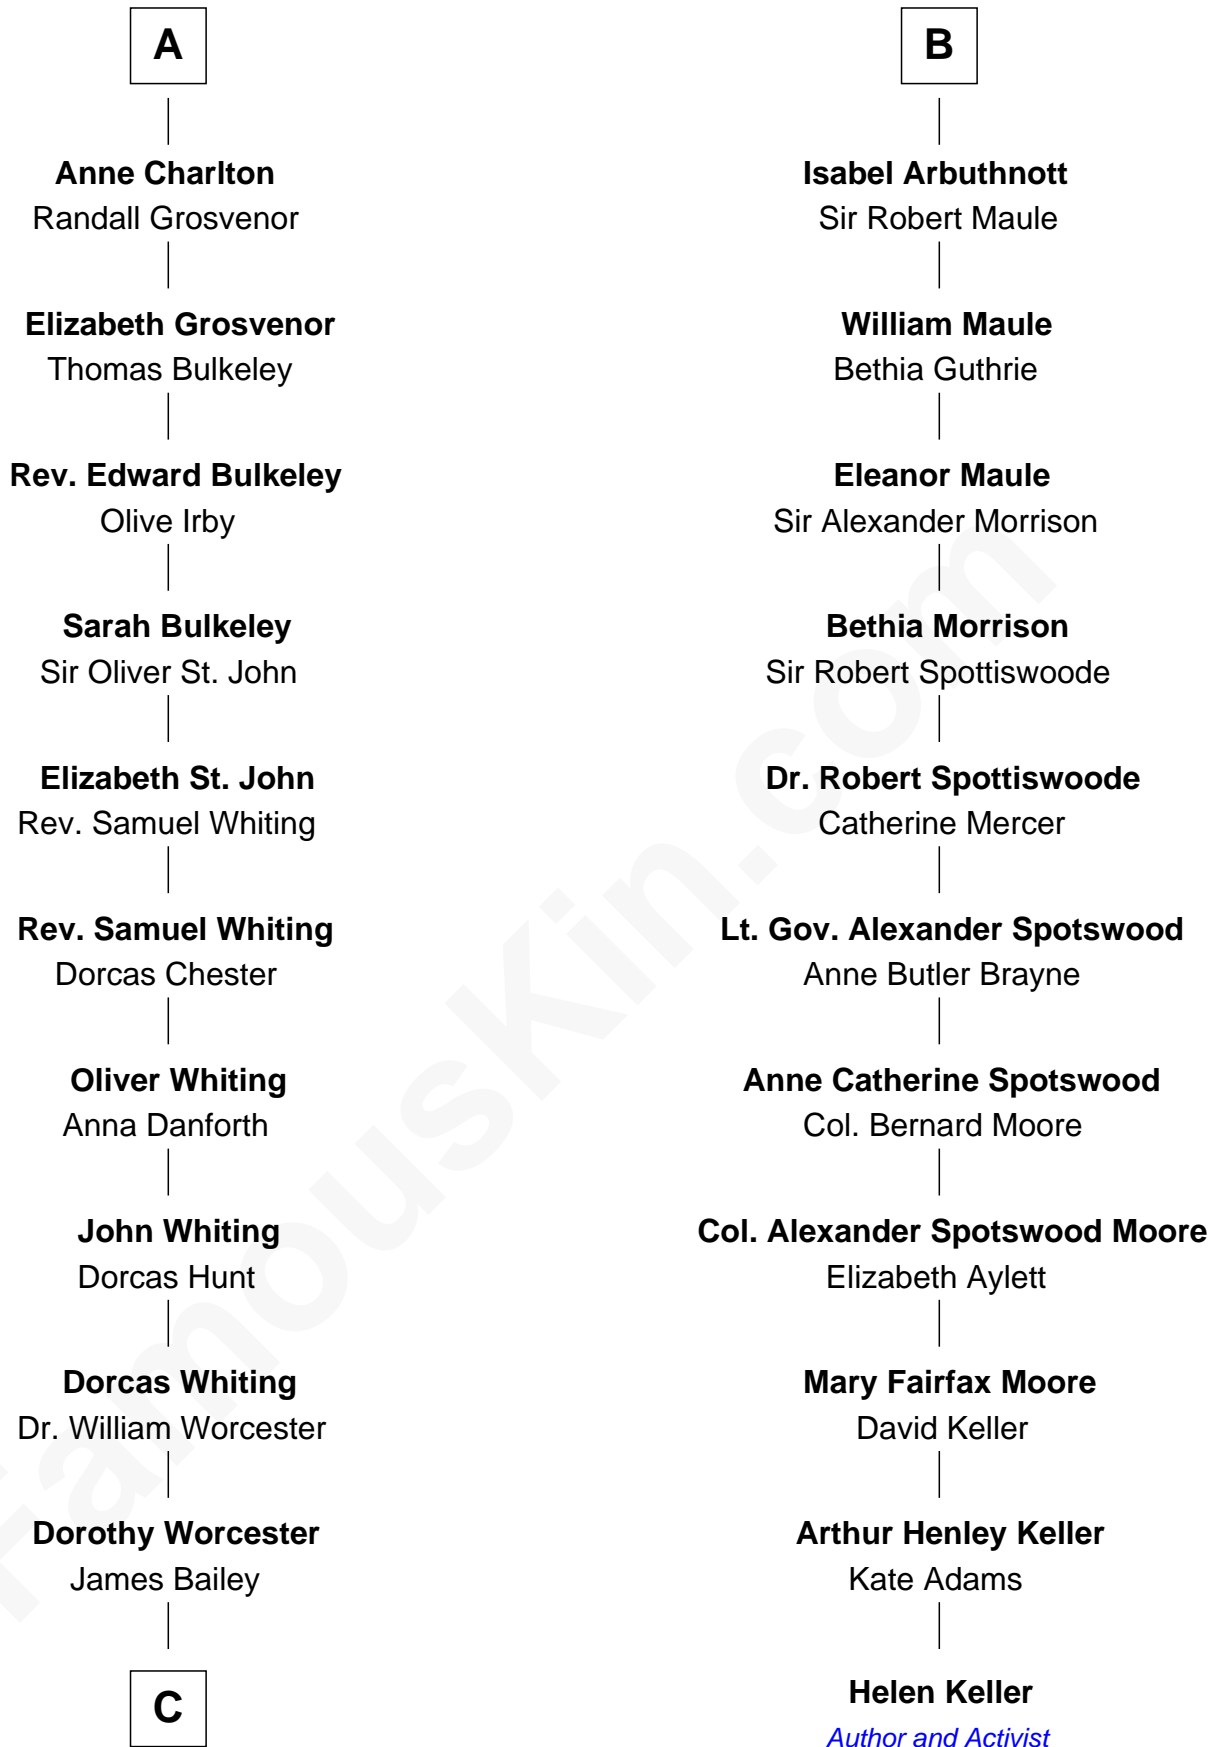 A
Anne Charlton
Randall Grosvenor
Elizabeth Grosvenor
Thomas Bulkeley
Rev. Edward Bulkeley
Olive Irby
Sarah Bulkeley
Sir Oliver St. John
Elizabeth St. John
Rev. Samuel Whiting
Rev. Samuel Whiting
Dorcas Chester
Oliver Whiting
Anna Danforth
John Whiting
Dorcas Hunt
Dorcas Whiting
Dr. William Worcester
Dorothy Worcester
James Bailey
C
B
Isabel Arbuthnott
Sir Robert Maule
William Maule
Bethia Guthrie
Eleanor Maule
Sir Alexander Morrison
Bethia Morrison
Sir Robert Spottiswoode
Dr. Robert Spottiswoode
Catherine Mercer
Lt. Gov. Alexander Spotswood
Anne Butler Brayne
Anne Catherine Spotswood
Col. Bernard Moore
Col. Alexander Spotswood Moore
Elizabeth Aylett
Mary Fairfax Moore
David Keller
Arthur Henley Keller
Kate Adams
Helen Keller
Author and Activist
FamousKin.com